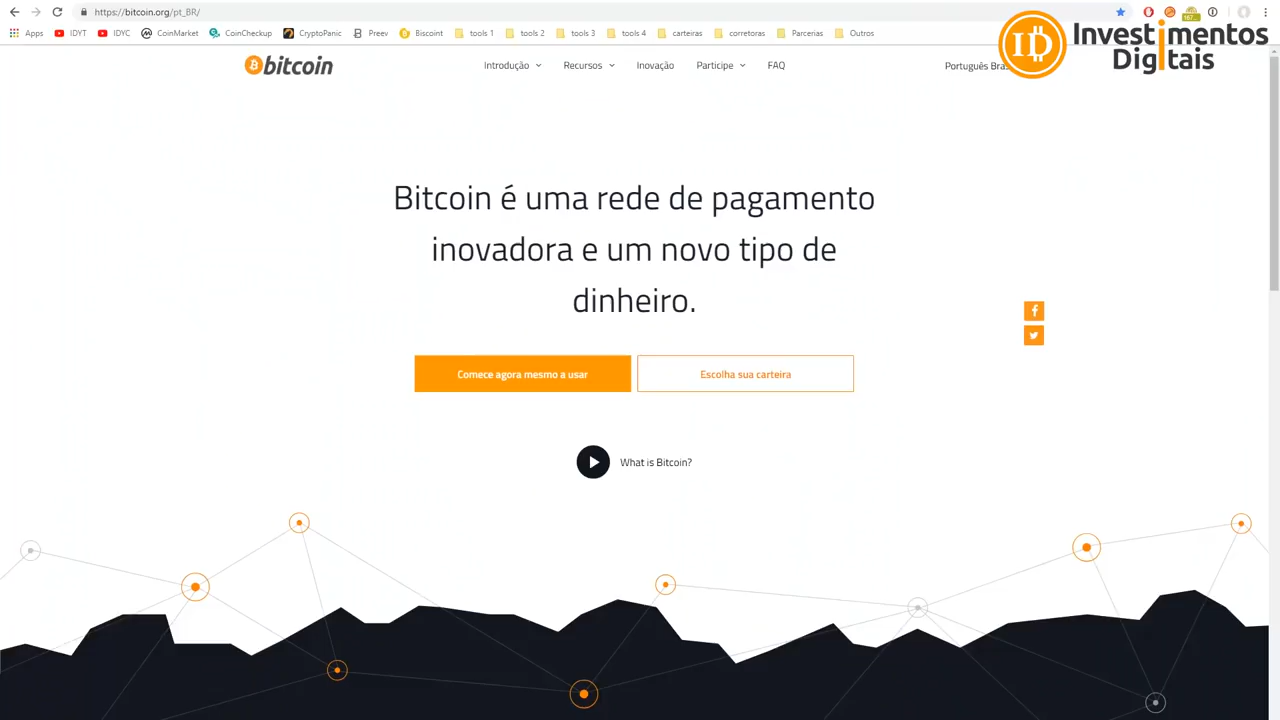 https://bitcoin.org/pt_BR/
Apps IDYT IDYC CoinMarket CoinCheckup CryptoPanic Preev Biscoint tools 1 tools 2 tools 3 tools 4 carteiras corretoras Parcerias Outros
ID Investimentos
Digitais
bitcoin Introdução Recursos Inovação Participe FAQ Português Bras
Bitcoin é uma rede de pagamento
inovadora e um novo tipo de
dinheiro.
Comece agora mesmo a usar Escolha sua carteira
What is Bitcoin?